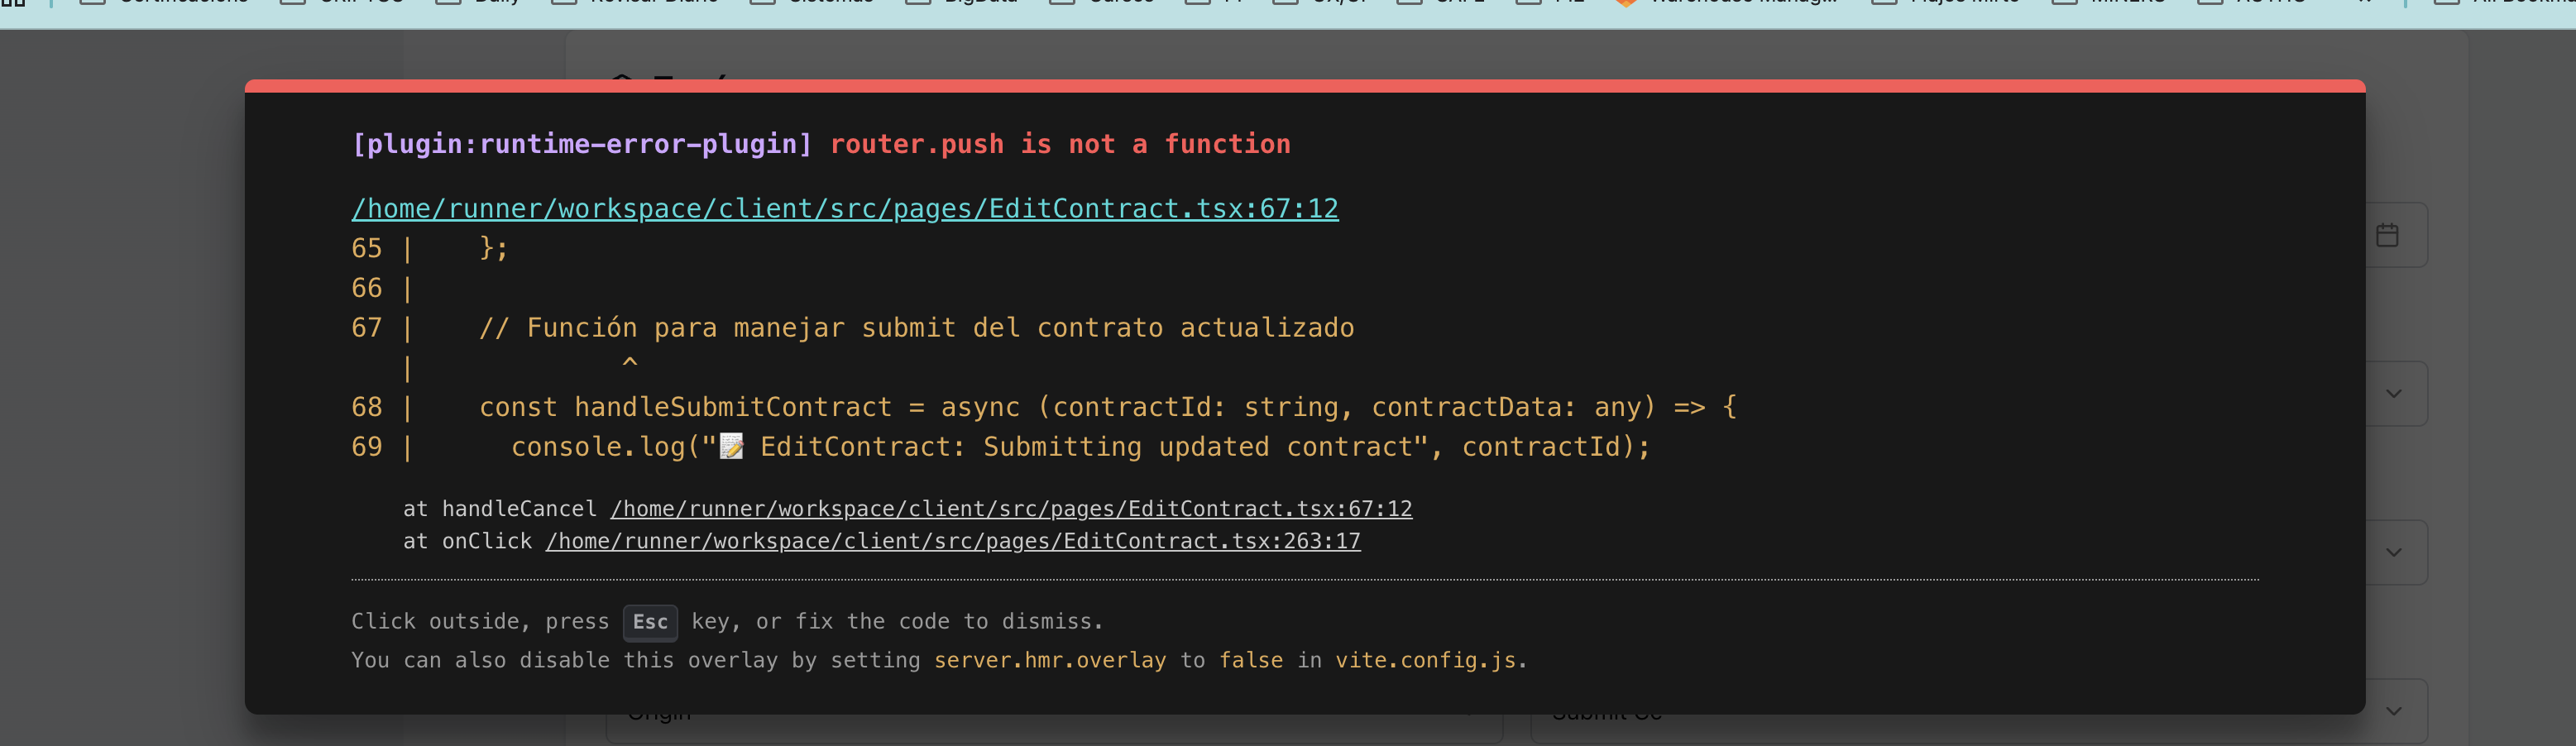 [plugin:runtime-error-plugin] router.push is not a function
/home/runner/workspace/client/src/pages/EditContract.tsx:67:12
65 |    };
66 |
67 |    // Función para manejar submit del contrato actualizado
|             ^
68 |    const handleSubmitContract = async (contractId: string, contractData: any) => {
69 |      console.log("📝 EditContract: Submitting updated contract", contractId);
at handleCancel /home/runner/workspace/client/src/pages/EditContract.tsx:67:12
at onClick /home/runner/workspace/client/src/pages/EditContract.tsx:263:17
Click outside, press Esc key, or fix the code to dismiss.
You can also disable this overlay by setting server.hmr.overlay to false in vite.config.js.